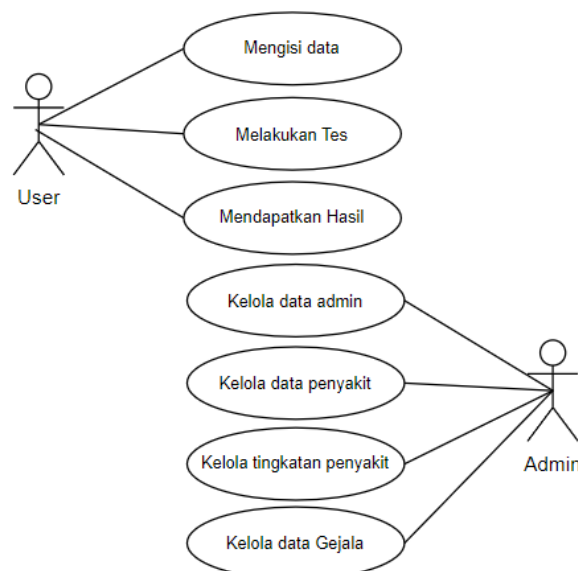 Mengisi data
Melakukan Tes
User
Mendapatkan Hasil
Kelola data admin
Kelola data penyakit
Kelola tingkatan penyakit
Admin
Kelola data Gejala